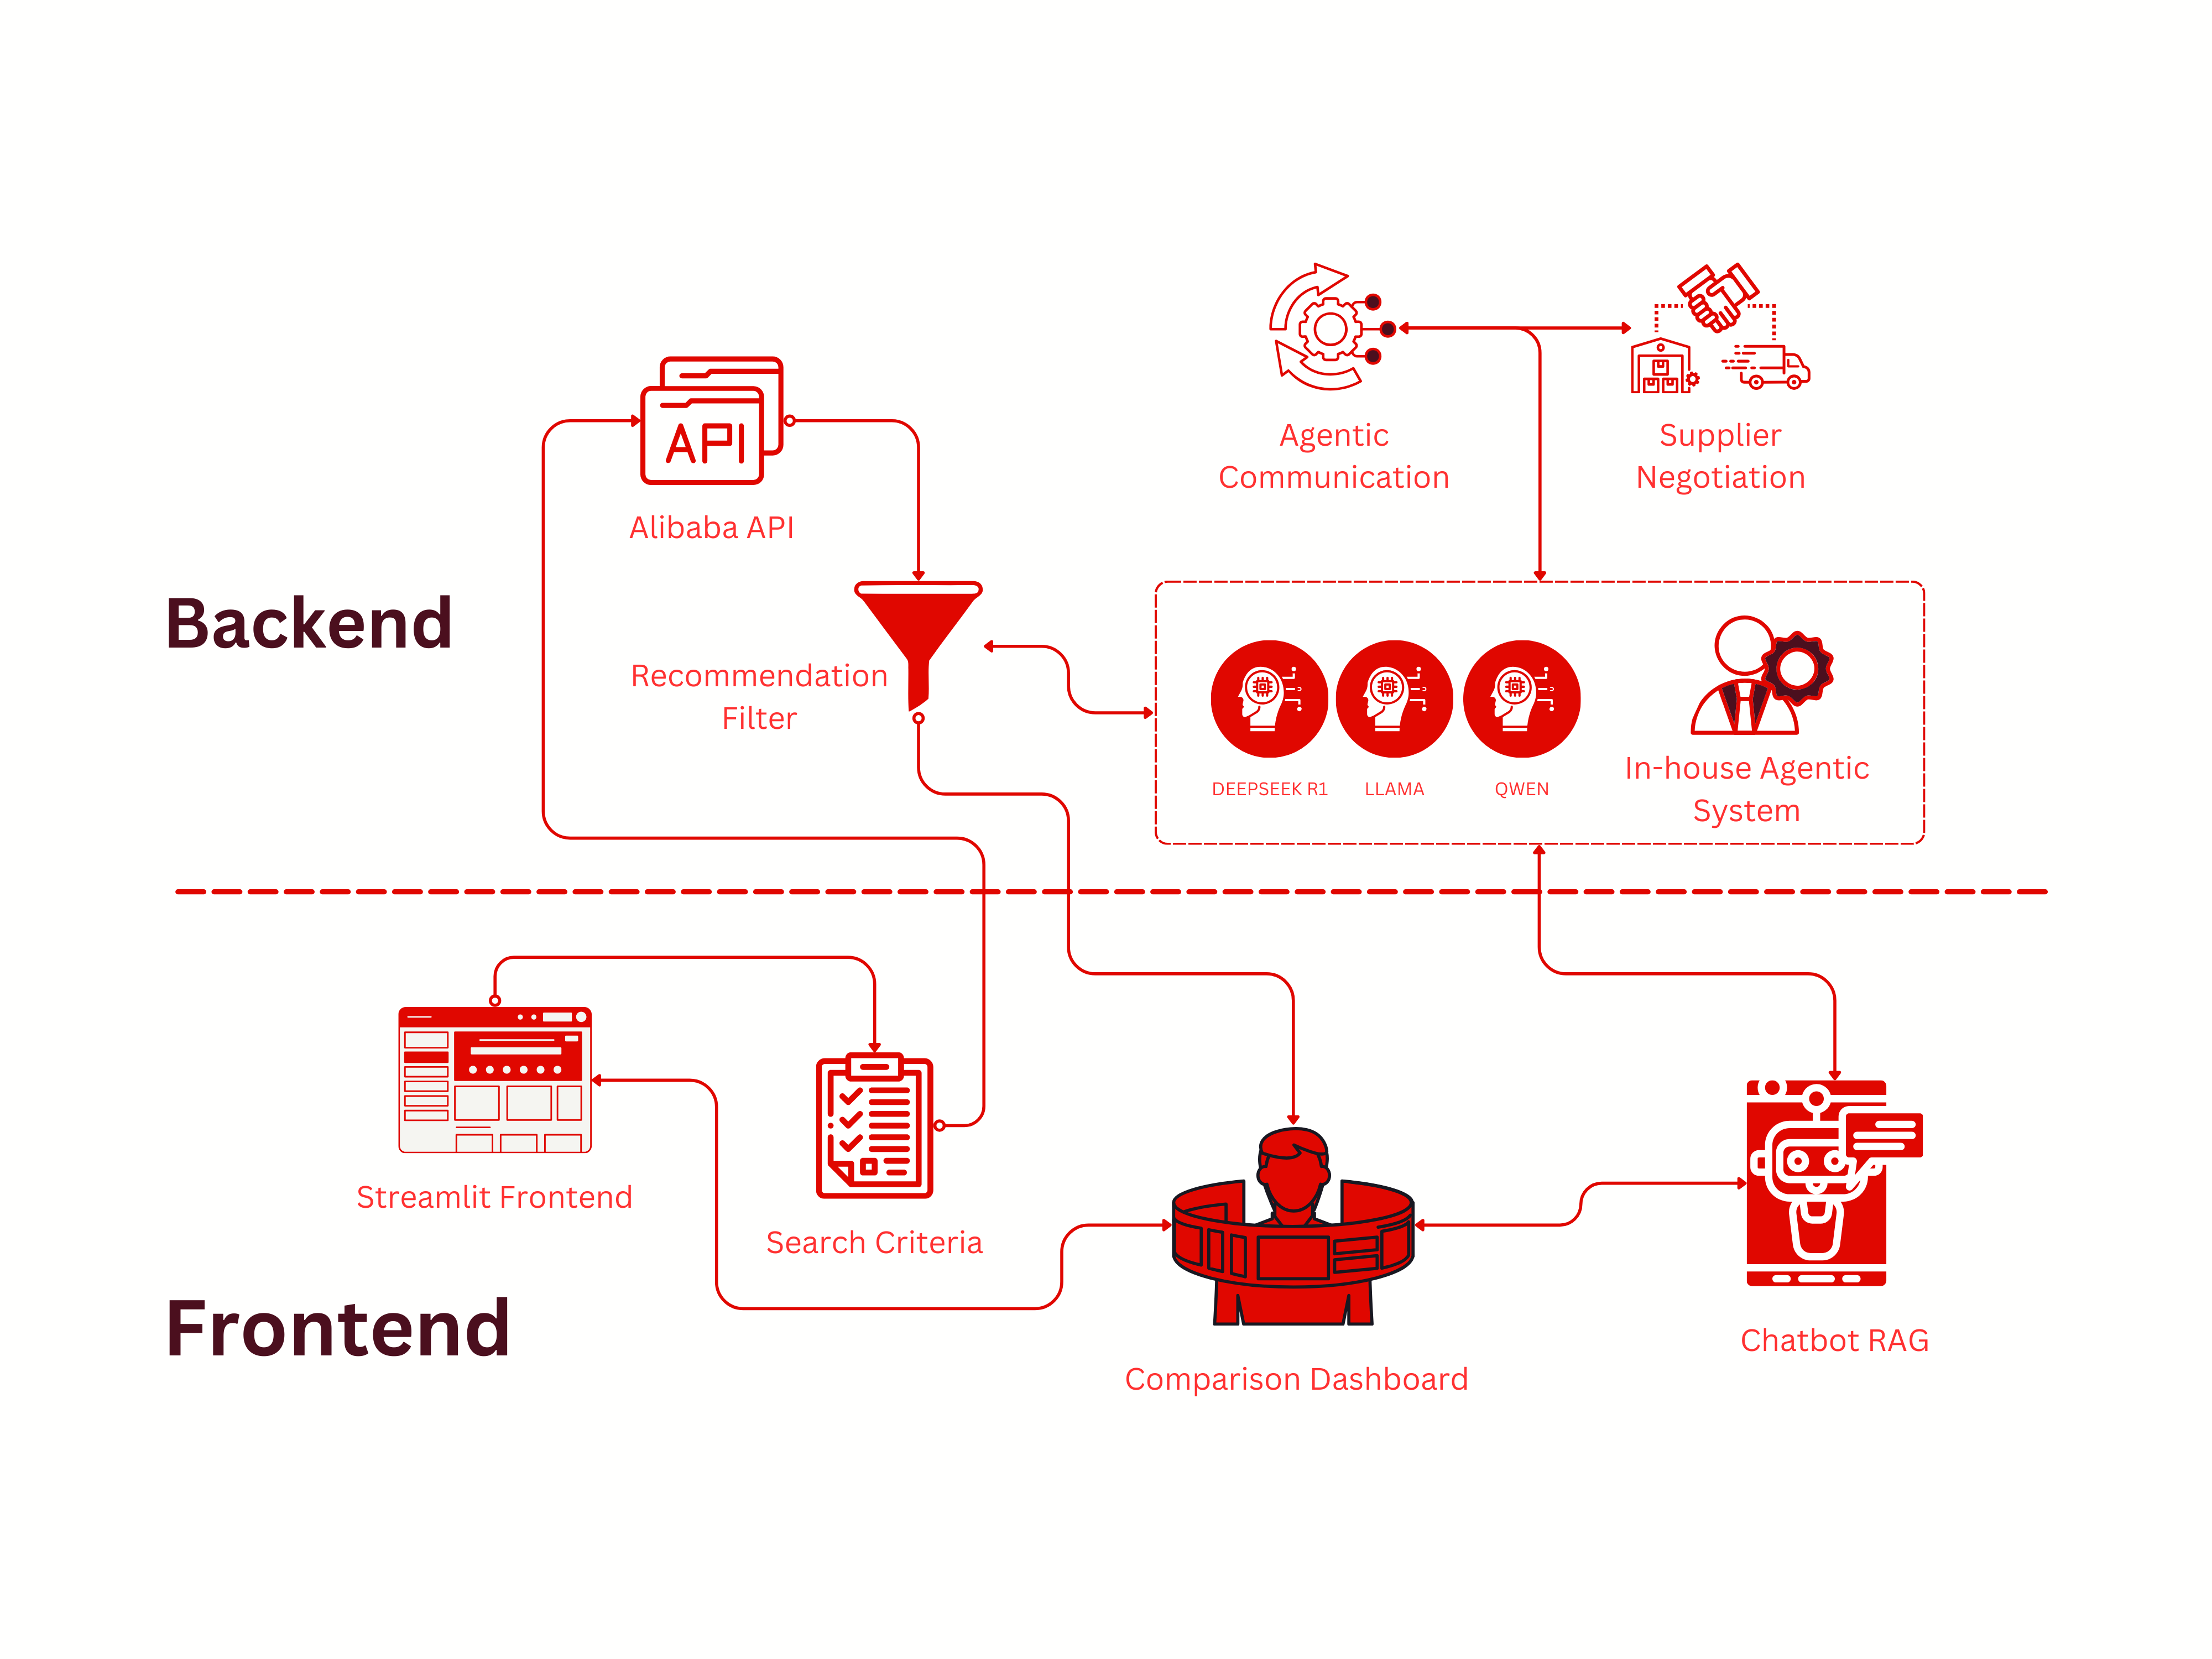 Agentic
Communication
Supplier
Negotiation
API
Alibaba API
Backend
Recommendation
Filter
DEEPSEEK R1
LLAMA
QWEN
In-house Agentic
System
Streamlit Frontend
Search Criteria
Frontend
Comparison Dashboard
Chatbot RAG